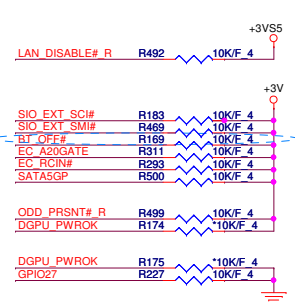 +3VS5
LAN_DISABLE#_R R492 10K/F_4
+3V
SIO_EXT_SCI# R183 10K/F_4
SIO_EXT_SMI# R469 10K/F_4
BT_OFF# R169 10K/F_4
EC_A20GATE R311 10K/F_4
EC_RCIN# R293 10K/F_4
SATA5GP R500 10K/F_4
ODD_PRSNT#_R R499 10K/F_4
DGPU_PWROK R174 *10K/F_4
DGPU_PWROK R175 *10K/F_4
GPIO27 R227 10K/F_4